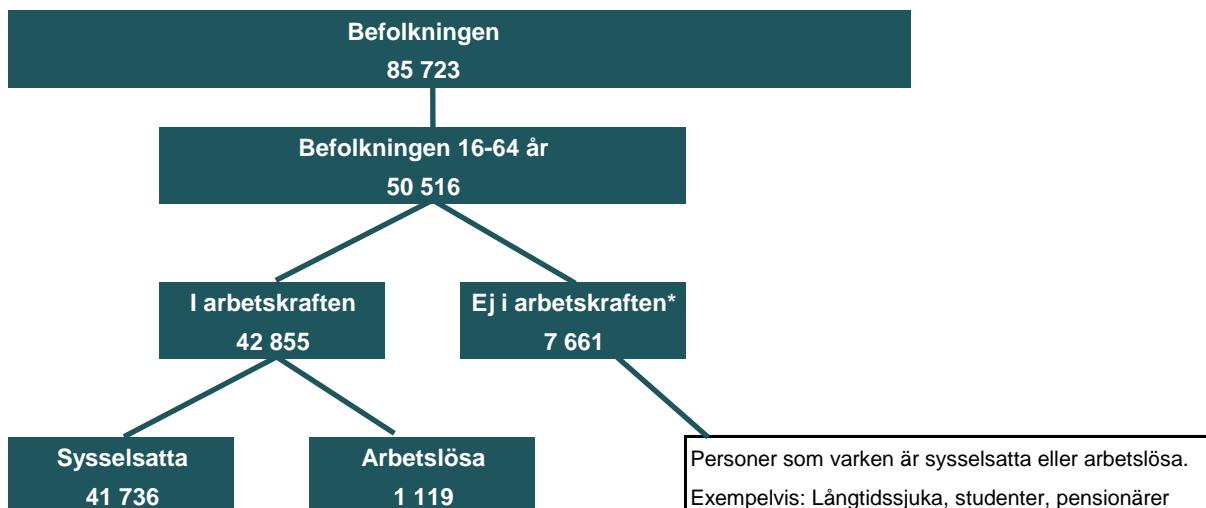 Befolkningen
85 723
Befolkningen 16-64 år
50 516
I arbetskraften
42 855
Ej i arbetskraften*
7 661
Sysselsatta
41 736
Arbetslösa
1 119
Personer som varken är sysselsatta eller arbetslösa.
Exempelvis: Långtidssjuka, studenter, pensionärer